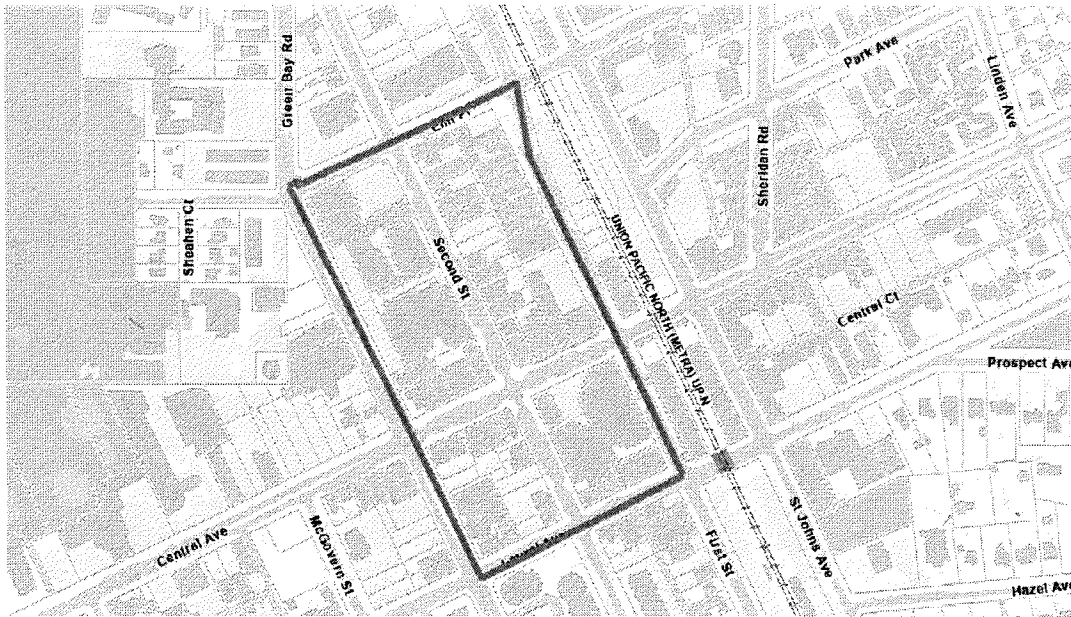 Green Bay Rd
Park Ave
Linden Ave
Sheridan Rd
Sheahen Ct
Second St
UNION PACIFIC NORTH (METRA) UP-N
Central Ct
Prospect Ave
Central Ave
McGovern St
First St
St Johns Ave
Hazel Ave